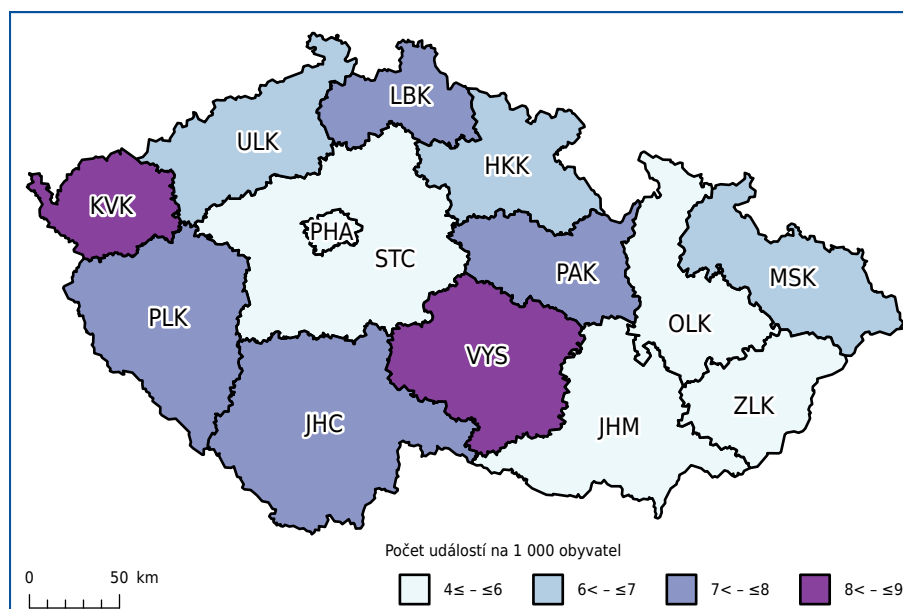 LBK
ULK
HKK
KVK
PHA
STC
PAK
MSK
PLK
OLK
VYS
ZLK
JHC
JHM
Počet událostí na 1 000 obyvatel
0 50 km
4≤ – ≤6 6< – ≤7 7< – ≤8 8< – ≤9